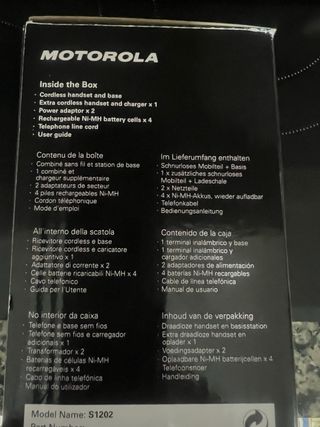 MOTOROLA
Inside the Box
· Cordless handset and base
· Extra cordless handset and charger x 1
· Power adaptor x 2
· Rechargeable Ni-MH battery cells x 4
· Telephone line cord
· User guide
Contenu de la boîte
· Combiné sans fil et station de base
· 1 combiné et
chargeur supplémentaire
· 2 adaptateurs de secteur
· 4 piles rechargeables Ni-MH
· Cordon téléphonique
· Mode d'emploi
Im Lieferumfang enthalten
· Schnurloses Mobilteil + Basis
· 1 x zusätzliches schnurloses
Mobilteil + Ladeschale
· 2 x Netzteile
· 4 x Ni-MH-Akkus, wieder aufladbar
· Telefonkabel
· Bedienungsanleitung
All'interno della scatola
· Ricevitore cordless e base
· Ricevitore cordless e caricatore
aggiuntivo x 1
· Adattatore di corrente x 2
· Celle batterie ricaricabili Ni-MH x 4
· Cavo telefonico
· Guida per l'Utente
Contenido de la caja
· 1 terminal inalámbrico y base
· 1 terminal inalámbrico y
cargador adicionales
· 2 adaptadores de alimentación
· 4 baterías Ni-MH recargables
· Cable de línea telefónica
· Manual de usuario
No interior da caixa
· Telefone e base sem fios
· Telefone sem fios e carregador
adicionais x 1
· Transformador x 2
· Baterias de células Ni-MH
recarregáveis x 4
· Cabo de linha telefónica
· Manual do utilizador
Inhoud van de verpakking
· Draadloze handset en basisstation
· Extra draadloze handset en
oplader x 1
· Voedingsadapter x 2
· Oplaadbare Ni-MH batterijcellen x 4
· Telefoonsnoer
· Handleiding
Model Name: S1202
Part Number: